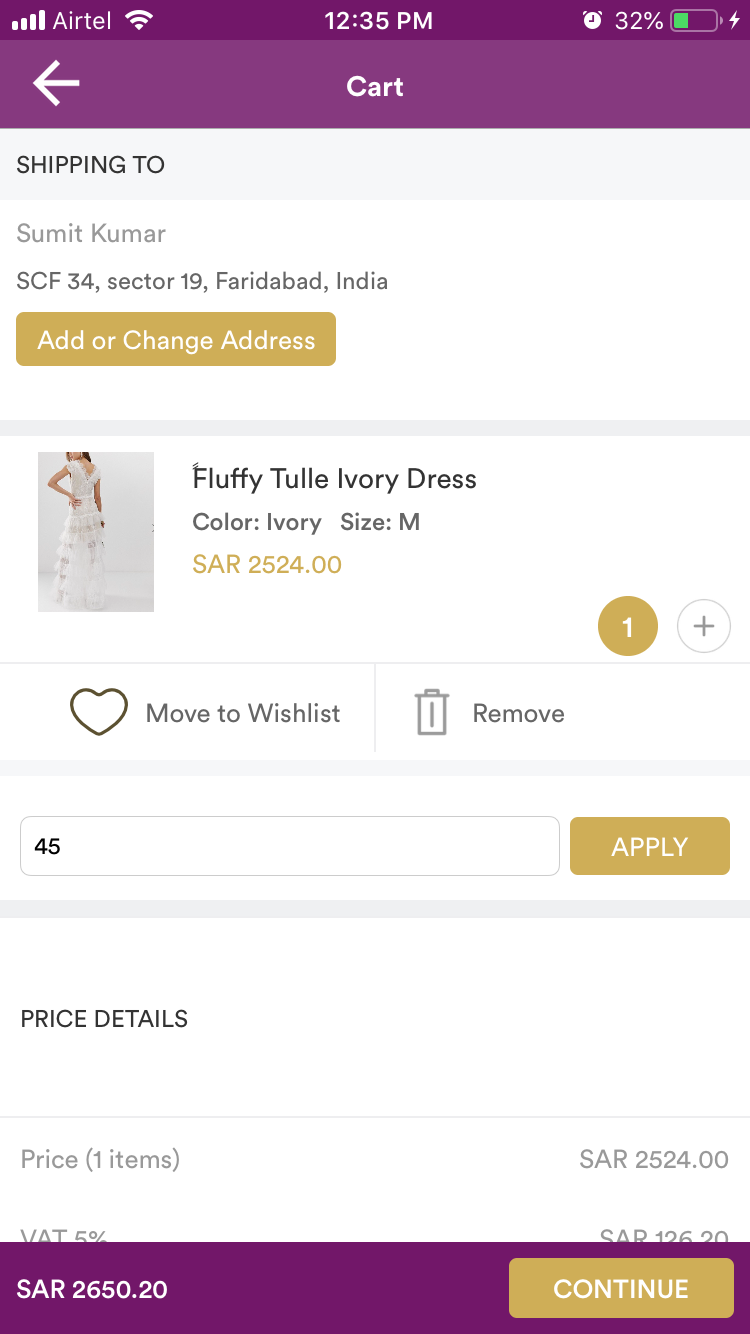 Airtel 12:35 PM 32%
Cart
SHIPPING TO
Sumit Kumar
SCF 34, sector 19, Faridabad, India
Add or Change Address
Fluffy Tulle Ivory Dress
Color: Ivory Size: M
SAR 2524.00
1 +
Move to Wishlist Remove
45 APPLY
PRICE DETAILS
Price (1 items) SAR 2524.00
VAT 5% SAR 126.20
SAR 2650.20 CONTINUE